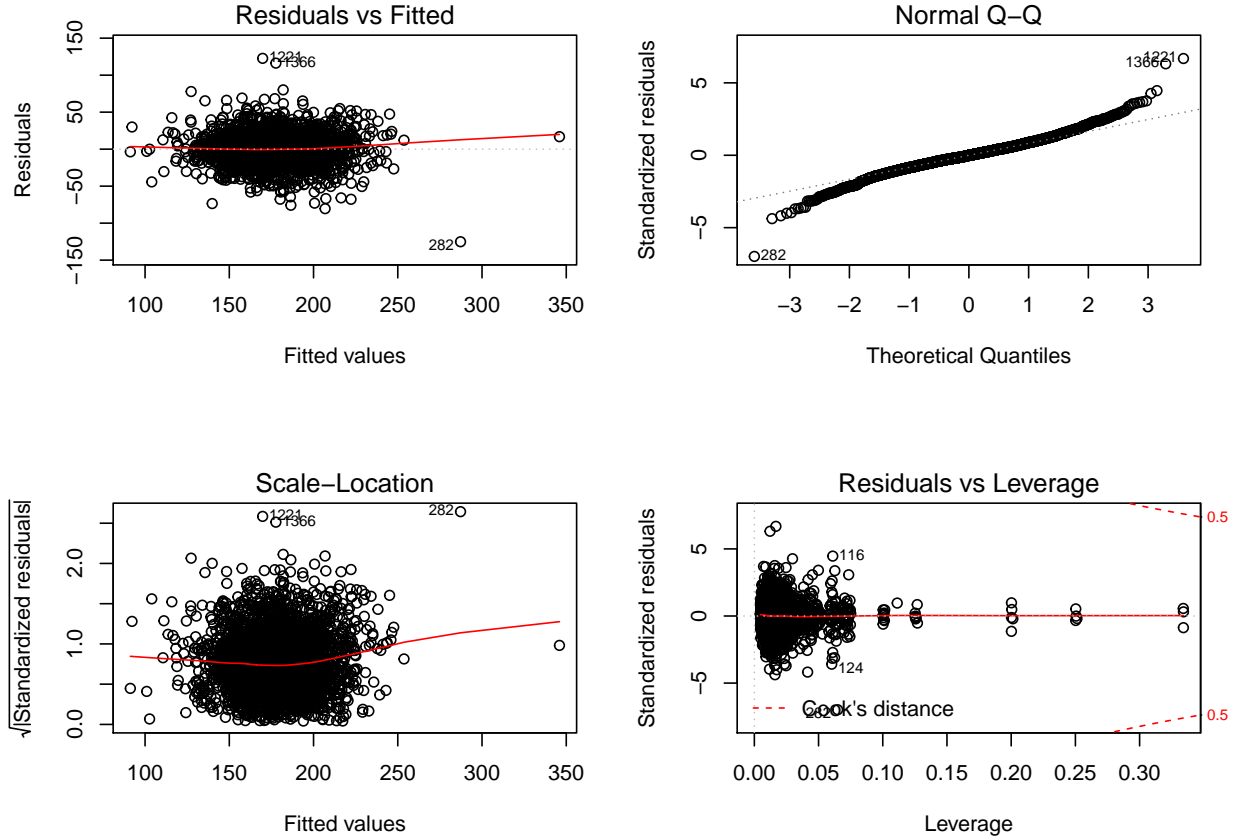 Residuals vs Fitted
Residuals
−150 −50 50 150
1221
1366
282
100 150 200 250 300 350
Fitted values
Normal Q−Q
Standardized residuals
−5 0 5
1221
1366
282
−3 −2 −1 0 1 2 3
Theoretical Quantiles
Scale−Location
√|Standardized residuals|
0.0 1.0 2.0
1221
1366
282
100 150 200 250 300 350
Fitted values
Residuals vs Leverage
Standardized residuals
−5 0 5
0.5
116
124
282
Cook's distance
0.5
0.00 0.05 0.10 0.15 0.20 0.25 0.30
Leverage